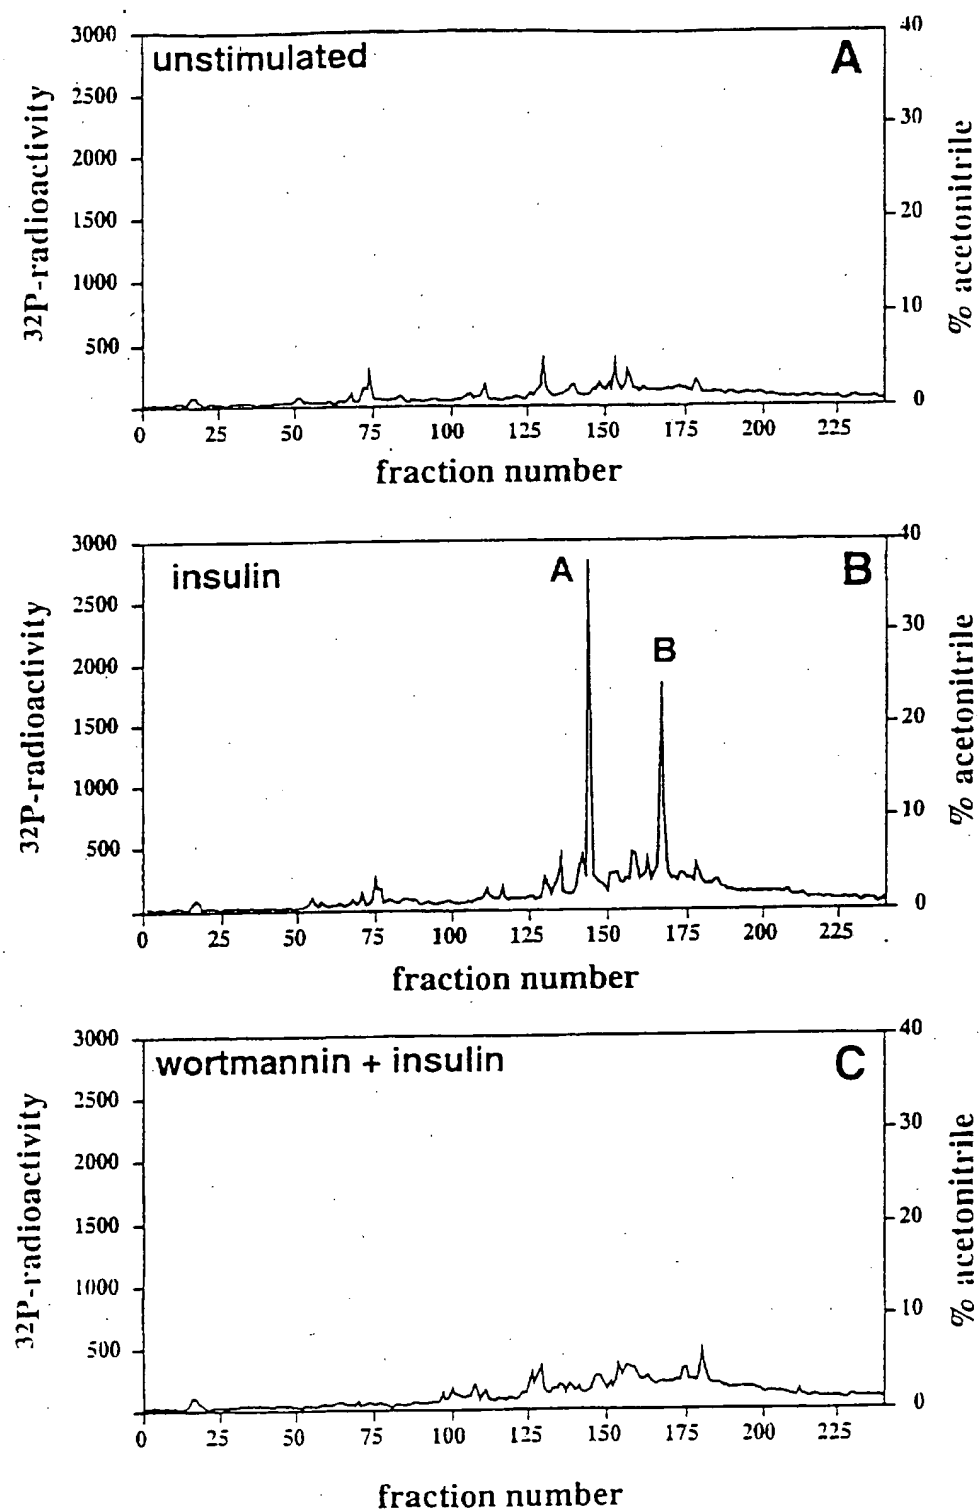 3000
unstimulated
A
40
2500
30
2000
20
1500
1000
10
500
0
32P-radioactivity
% acetonitrile
0 25 50 75 100 125 150 175 200 225
fraction number
3000
insulin
A
B
40
2500
30
B
2000
20
1500
1000
10
500
0
32P-radioactivity
% acetonitrile
0 25 50 75 100 125 150 175 200 225
fraction number
3000
wortmannin + insulin
C
40
2500
30
2000
20
1500
1000
10
500
0
32P-radioactivity
% acetonitrile
0 25 50 75 100 125 150 175 200 225
fraction number